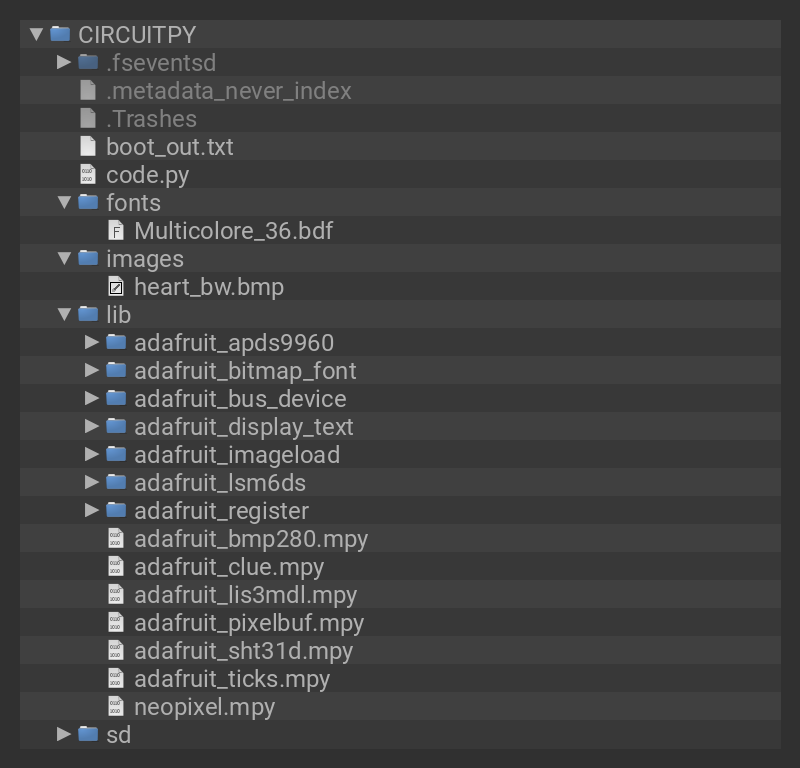 CIRCUITPY
.fseventsd
.metadata_never_index
.Trashes
boot_out.txt
code.py
fonts
Multicolore_36.bdf
images
heart_bw.bmp
lib
adafruit_apds9960
adafruit_bitmap_font
adafruit_bus_device
adafruit_display_text
adafruit_imageload
adafruit_lsm6ds
adafruit_register
adafruit_bmp280.mpy
adafruit_clue.mpy
adafruit_lis3mdl.mpy
adafruit_pixelbuf.mpy
adafruit_sht31d.mpy
adafruit_ticks.mpy
neopixel.mpy
sd